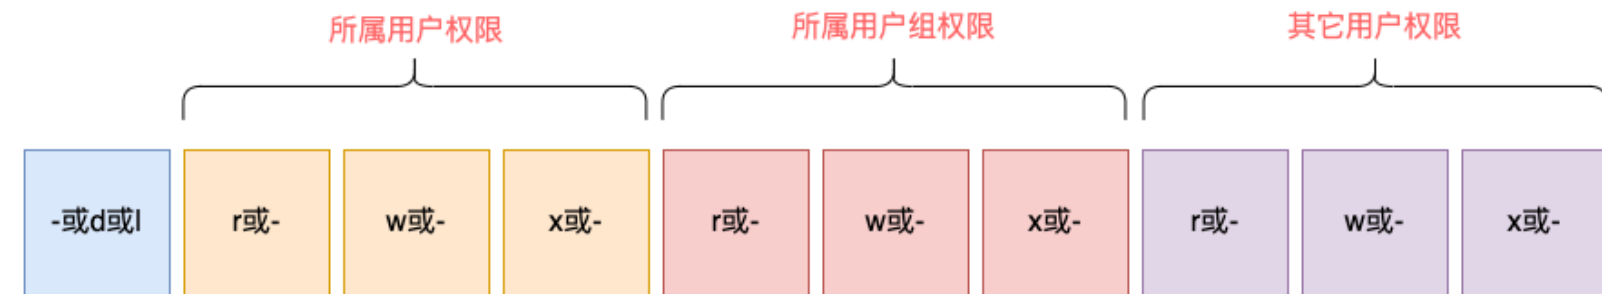 所属用户权限 所属用户组权限 其它用户权限
-或d或l r或- w或- x或- r或- w或- x或- r或- w或- x或-